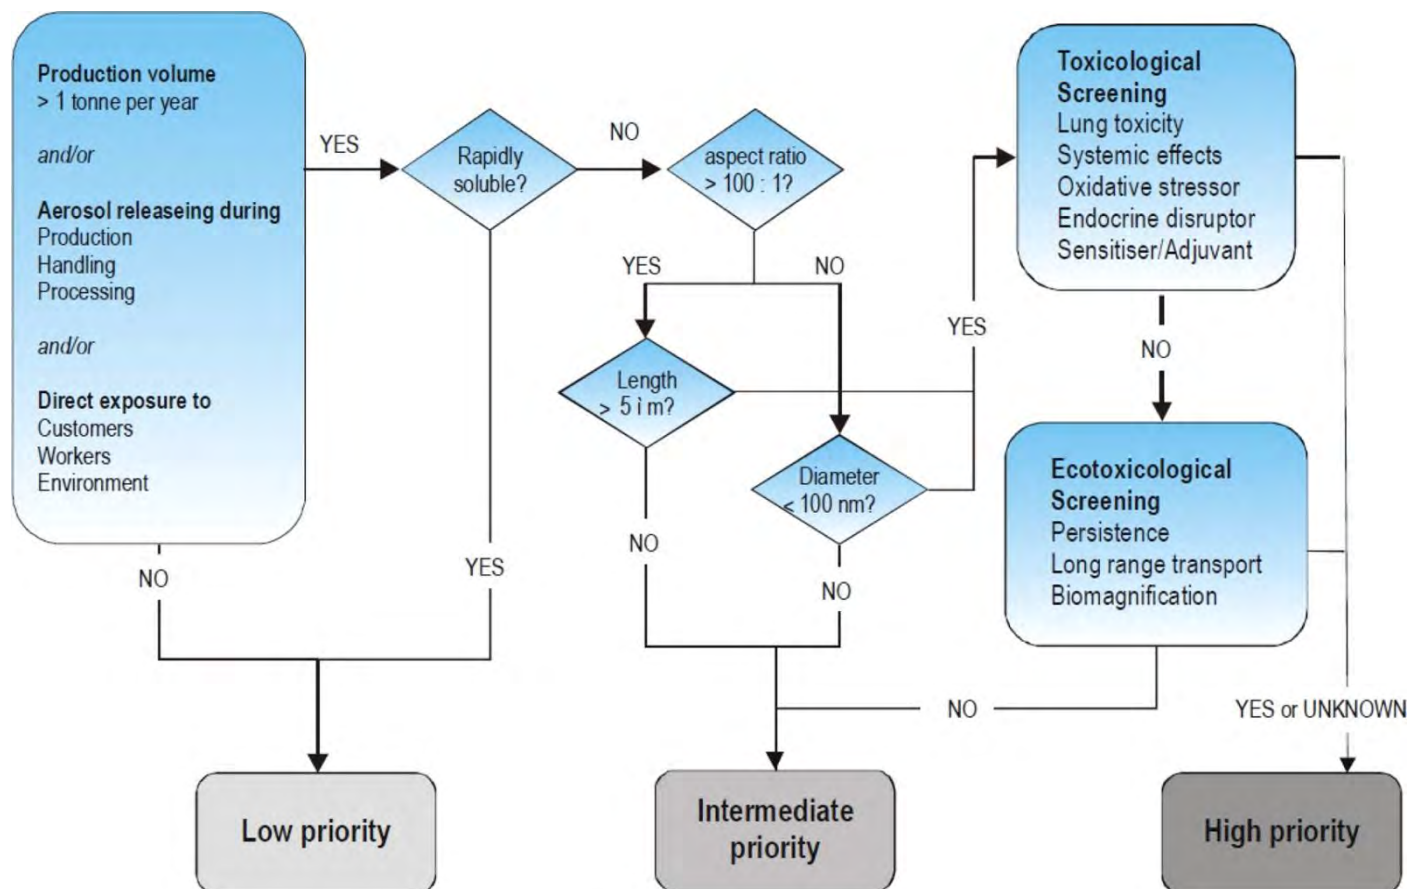 Production volume
> 1 tonne per year
and/or
Aerosol releaseing during
Production
Handling
Processing
and/or
Direct exposure to
Customers
Workers
Environment
YES
NO
Rapidly
soluble?
NO
YES
aspect ratio
> 100 : 1?
YES
NO
Length
> 5 ì m?
NO
Diameter
< 100 nm?
NO
YES
Toxicological
Screening
Lung toxicity
Systemic effects
Oxidative stressor
Endocrine disruptor
Sensitiser/Adjuvant
NO
Ecotoxicological
Screening
Persistence
Long range transport
Biomagnification
NO
YES or UNKNOWN
Low priority
Intermediate
priority
High priority